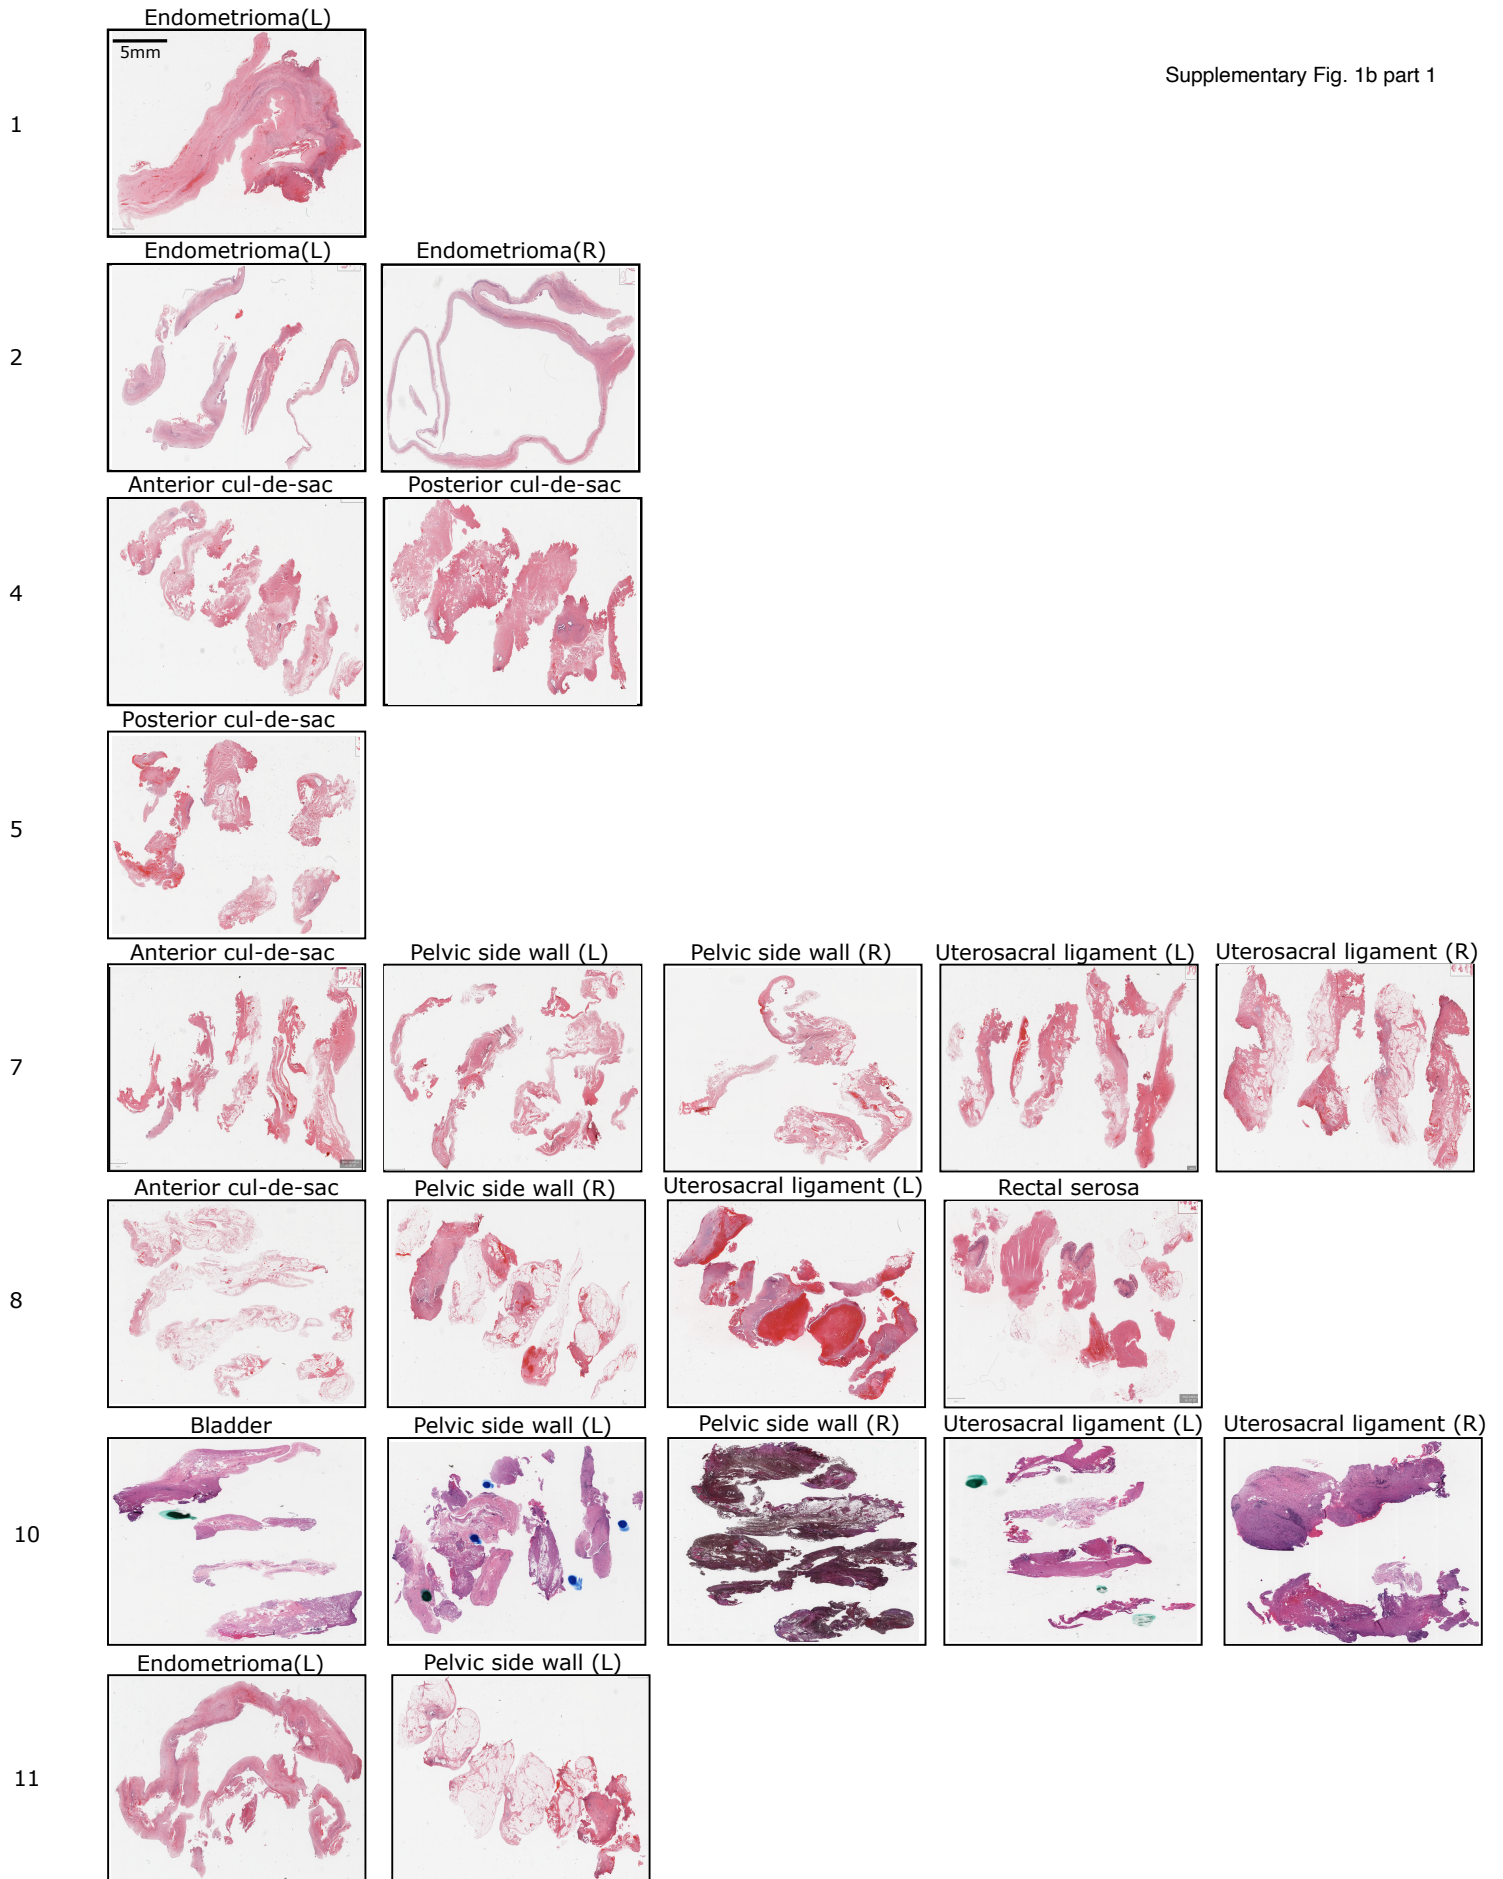 Supplementary Fig. 1b part 1
Endometrioma(L)
5mm
1
Endometrioma(L) Endometrioma(R)
2
Anterior cul-de-sac Posterior cul-de-sac
4
Posterior cul-de-sac
5
Anterior cul-de-sac Pelvic side wall (L) Pelvic side wall (R) Uterosacral ligament (L) Uterosacral ligament (R)
7
Anterior cul-de-sac Pelvic side wall (R) Uterosacral ligament (L) Rectal serosa
8
Bladder Pelvic side wall (L) Pelvic side wall (R) Uterosacral ligament (L) Uterosacral ligament (R)
10
Endometrioma(L) Pelvic side wall (L)
11